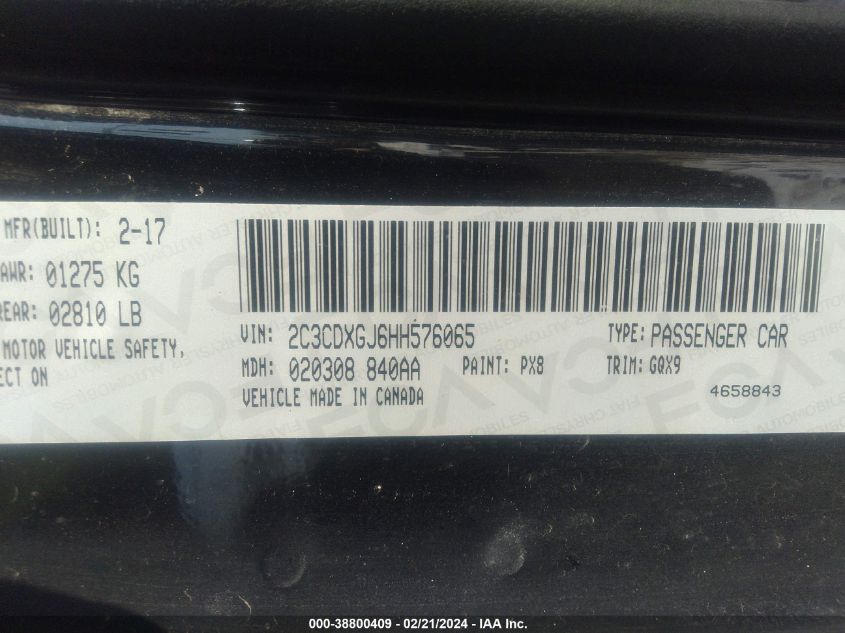 MFR(BUILT): 2-17
AWR: 01275 KG
REAR: 02810 LB
MOTOR VEHICLE SAFETY,
ECT ON
VIN: 2C3CDXGJ6HH576065 TYPE: PASSENGER CAR
MDH: 020308 840AA PAINT: PX8 TRIM: GQX9
VEHICLE MADE IN CANADA 4658843
000-38800409 - 02/21/2024 - IAA Inc.